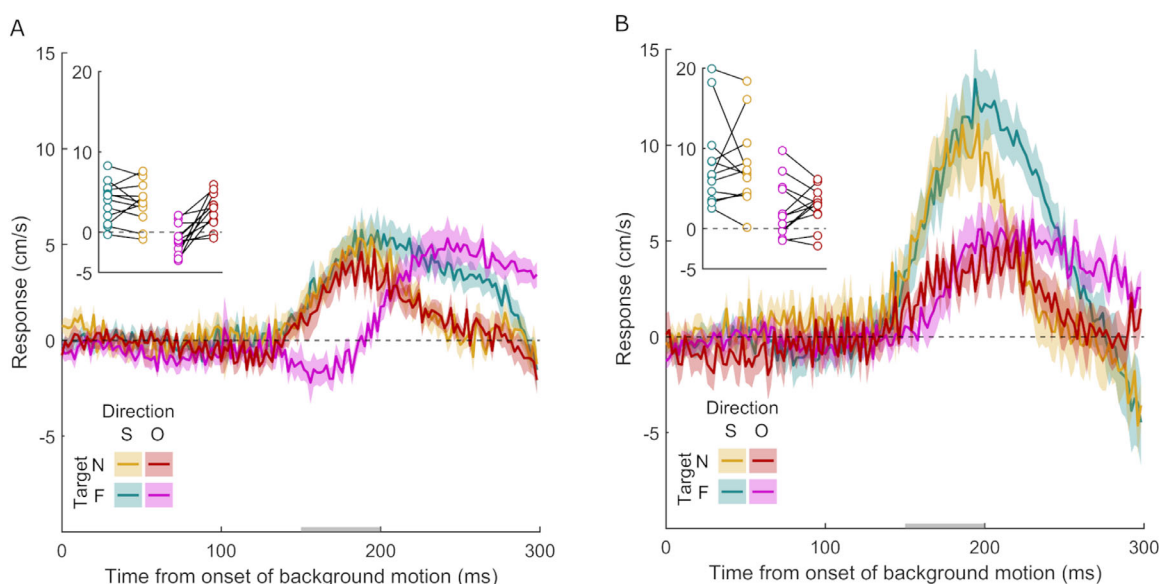 A
15
10
5
0
-5
Response (cm/s)
20
10
0
-5
Direction
S O
Target
N
F
0 100 200 300
Time from onset of background motion (ms)
B
15
10
5
0
-5
Response (cm/s)
20
10
0
-5
Direction
S O
Target
N
F
0 100 200 300
Time from onset of background motion (ms)